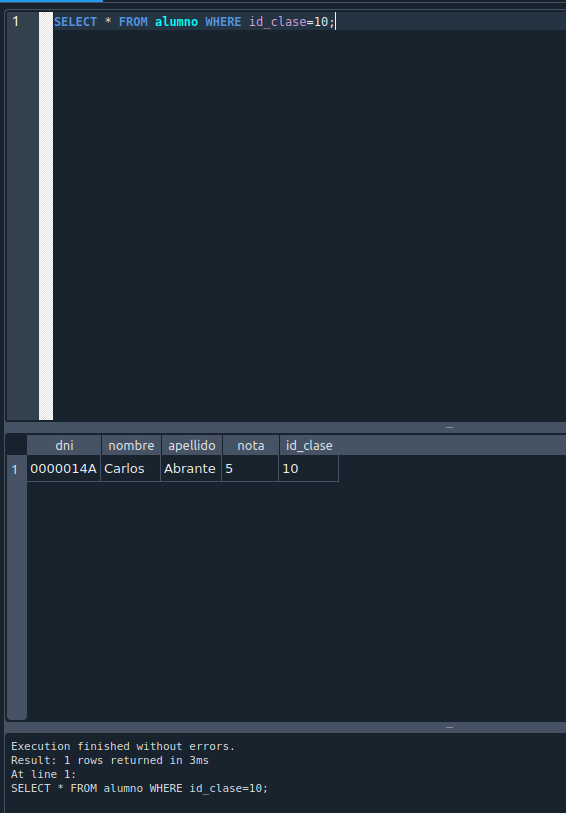 1 SELECT * FROM alumno WHERE id_clase=10;
dni nombre apellido nota id_clase
1 0000014A Carlos Abrante 5 10
Execution finished without errors.
Result: 1 rows returned in 3ms
At line 1:
SELECT * FROM alumno WHERE id_clase=10;